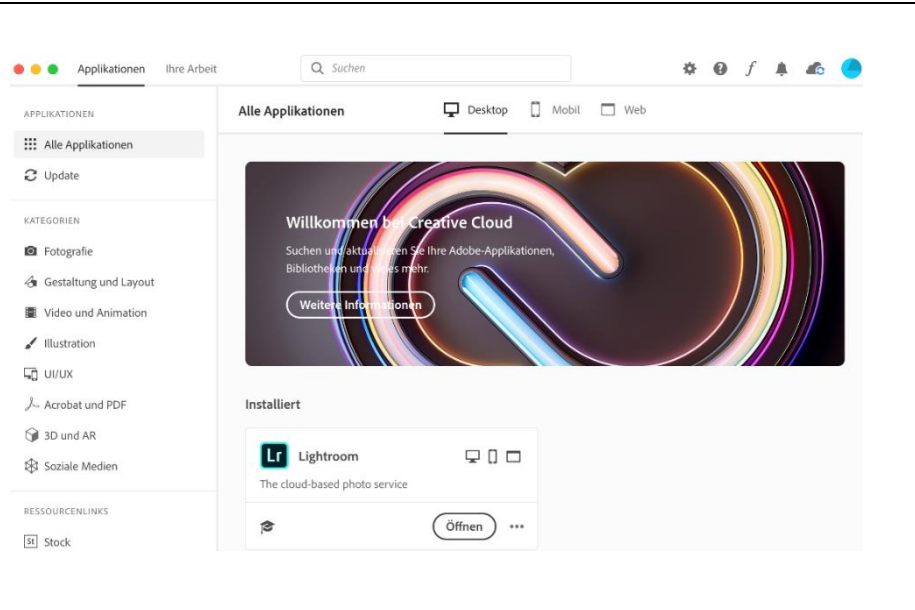 Applikationen
Ihre Arbeit
Suchen
APPLIKATIONEN
Alle Applikationen
Update
KATEGORIEN
Fotografie
Gestaltung und Layout
Video und Animation
Illustration
UI/UX
Acrobat und PDF
3D und AR
Soziale Medien
RESSOURCENLINKS
St Stock
Alle Applikationen
Desktop
Mobil
Web
Willkommen bei Creative Cloud
Suchen und aktualisieren Sie Ihre Adobe-Applikationen,
Bibliotheken und vieles mehr.
Weitere Informationen
Installiert
Lr Lightroom
The cloud-based photo service
Öffnen